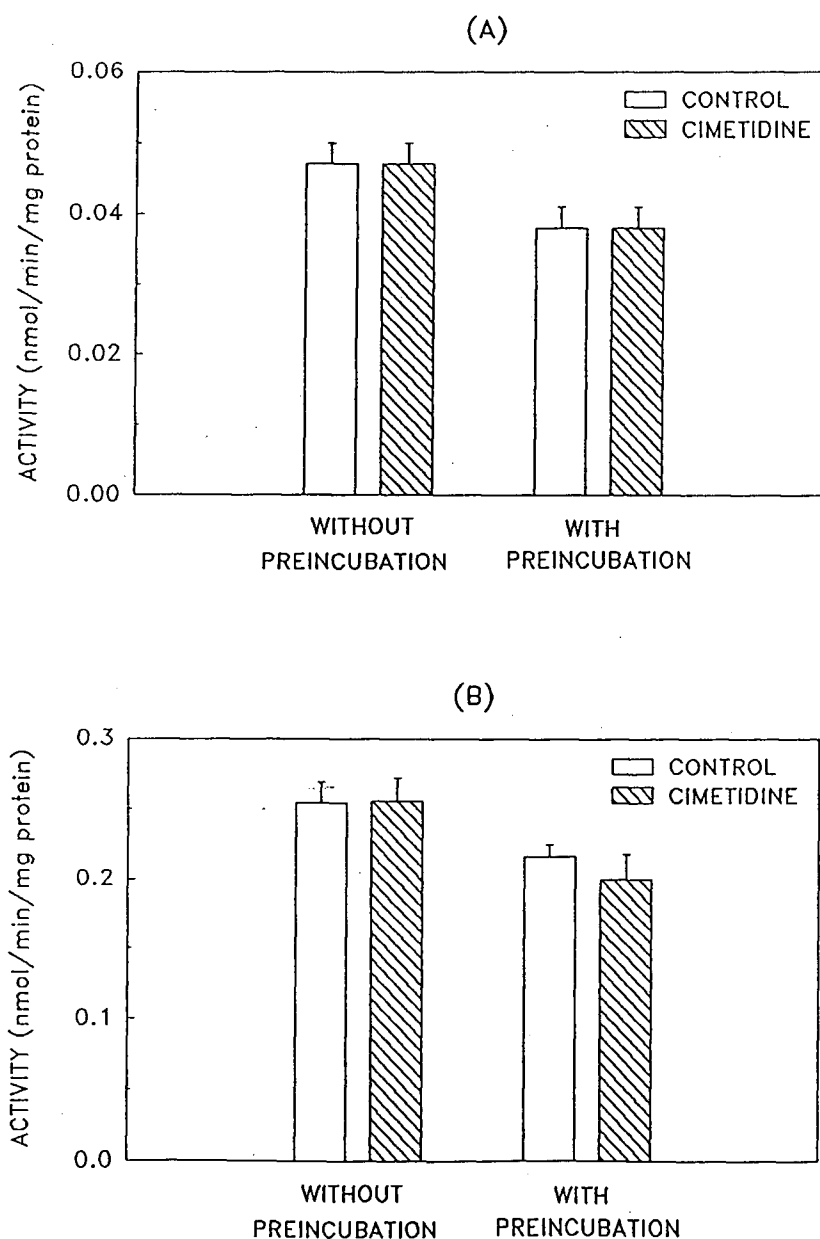 (A)
0.06
0.04
0.02
0.00
ACTIVITY (nmol/min/mg protein)
CONTROL
CIMETIDINE
WITHOUT
PREINCUBATION
WITH
PREINCUBATION
(B)
0.3
0.2
0.1
0.0
ACTIVITY (nmol/min/mg protein)
CONTROL
CIMETIDINE
WITHOUT
PREINCUBATION
WITH
PREINCUBATION